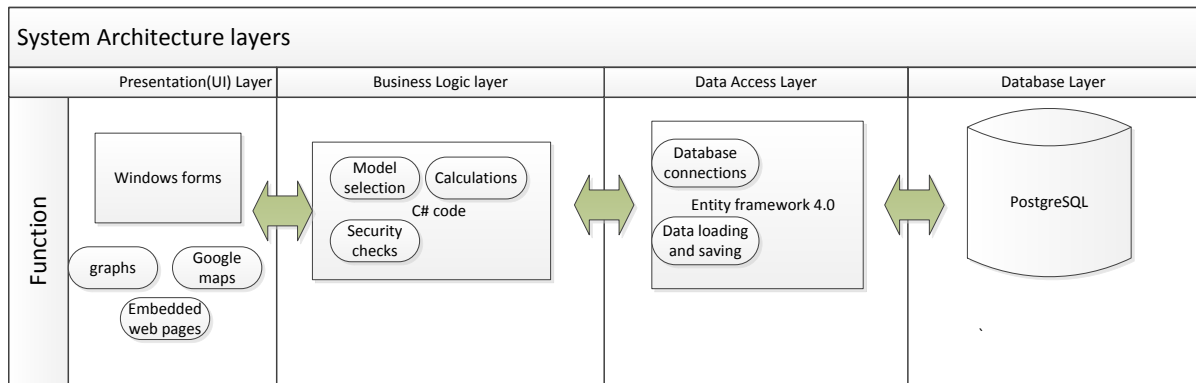 System Architecture layers
Presentation(UI) Layer
Business Logic layer
Data Access Layer
Database Layer
Function
Windows forms
graphs
Google
maps
Embedded
web pages
Model
selection
Calculations
C# code
Security
checks
Database
connections
Entity framework 4.0
Data loading
and saving
PostgreSQL
`